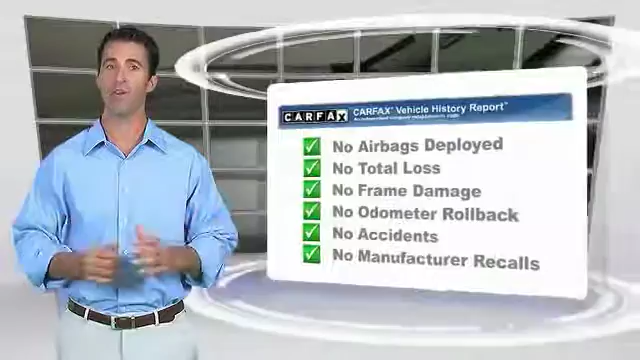 CARFAX
CARFAX Vehicle History Report™
No Airbags Deployed
No Total Loss
No Frame Damage
No Odometer Rollback
No Accidents
No Manufacturer Recalls